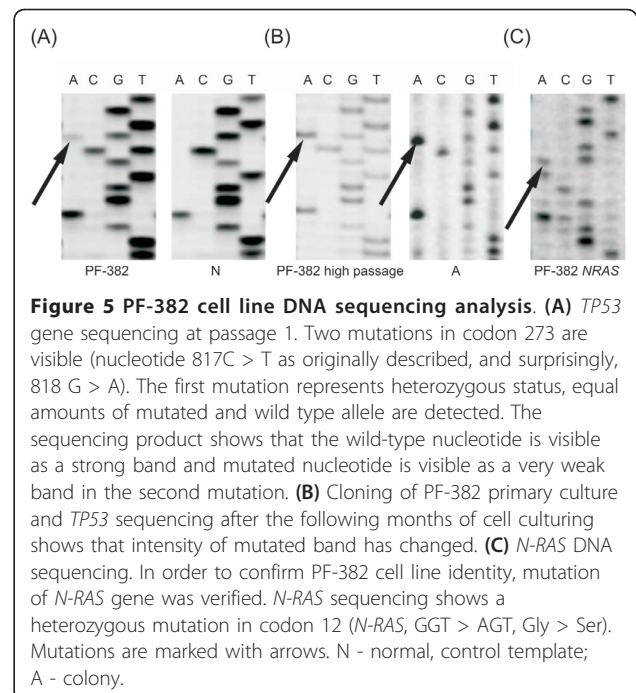 (A) (B) (C)
A C G T A C G T A C G T A C G T A C G T
PF-382 N PF-382 high passage A PF-382 NRAS
Figure 5 PF-382 cell line DNA sequencing analysis. (A) TP53
gene sequencing at passage 1. Two mutations in codon 273 are
visible (nucleotide 817C > T as originally described, and surprisingly,
818 G > A). The first mutation represents heterozygous status, equal
amounts of mutated and wild type allele are detected. The
sequencing product shows that the wild-type nucleotide is visible
as a strong band and mutated nucleotide is visible as a very weak
band in the second mutation. (B) Cloning of PF-382 primary culture
and TP53 sequencing after the following months of cell culturing
shows that intensity of mutated band has changed. (C) N-RAS DNA
sequencing. In order to confirm PF-382 cell line identity, mutation
of N-RAS gene was verified. N-RAS sequencing shows a
heterozygous mutation in codon 12 (N-RAS, GGT > AGT, Gly > Ser).
Mutations are marked with arrows. N - normal, control template;
A - colony.